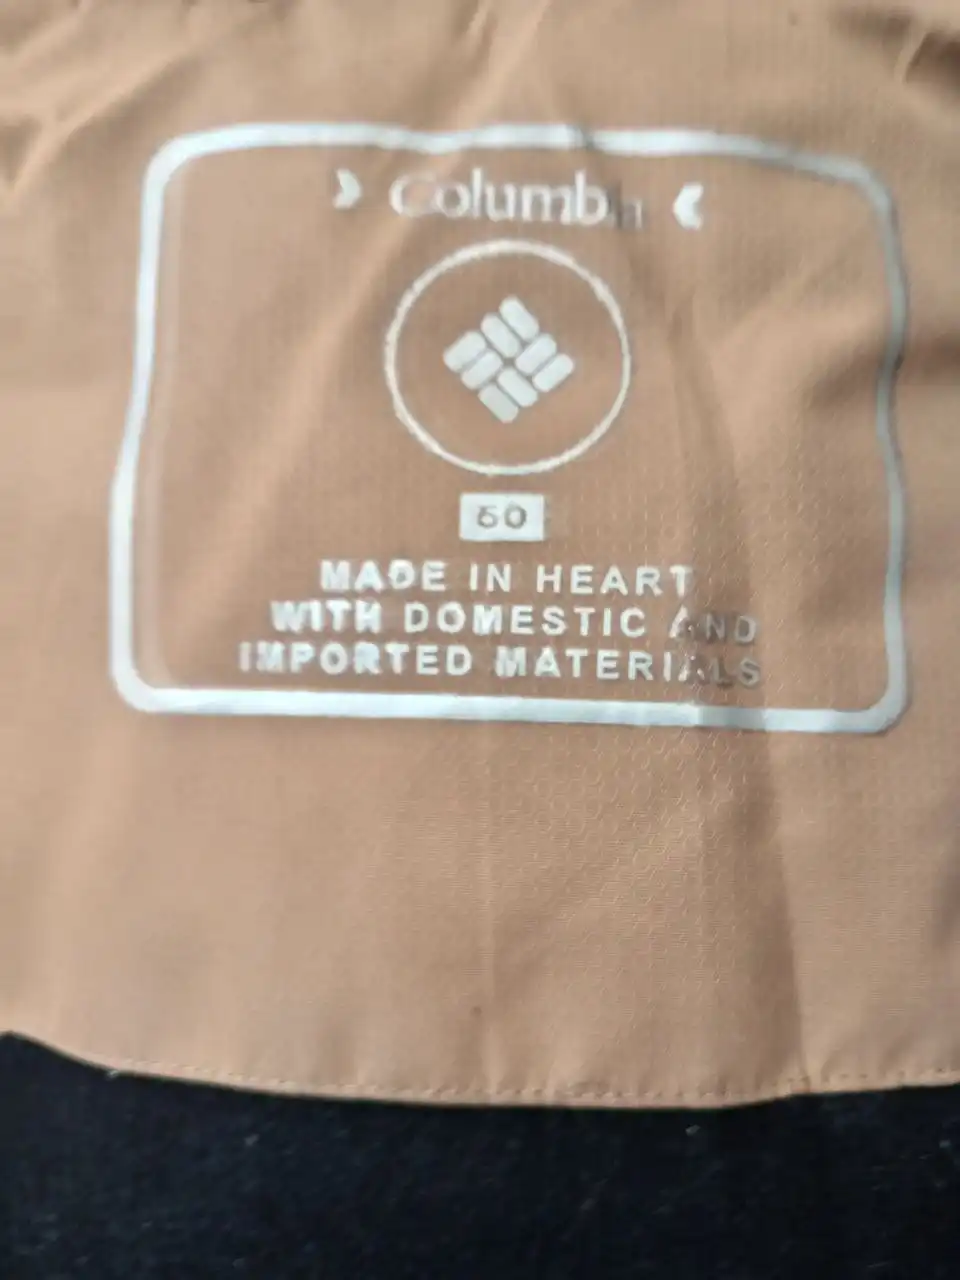 Columbia
50
MADE IN HEART
WITH DOMESTIC AND
IMPORTED MATERIALS